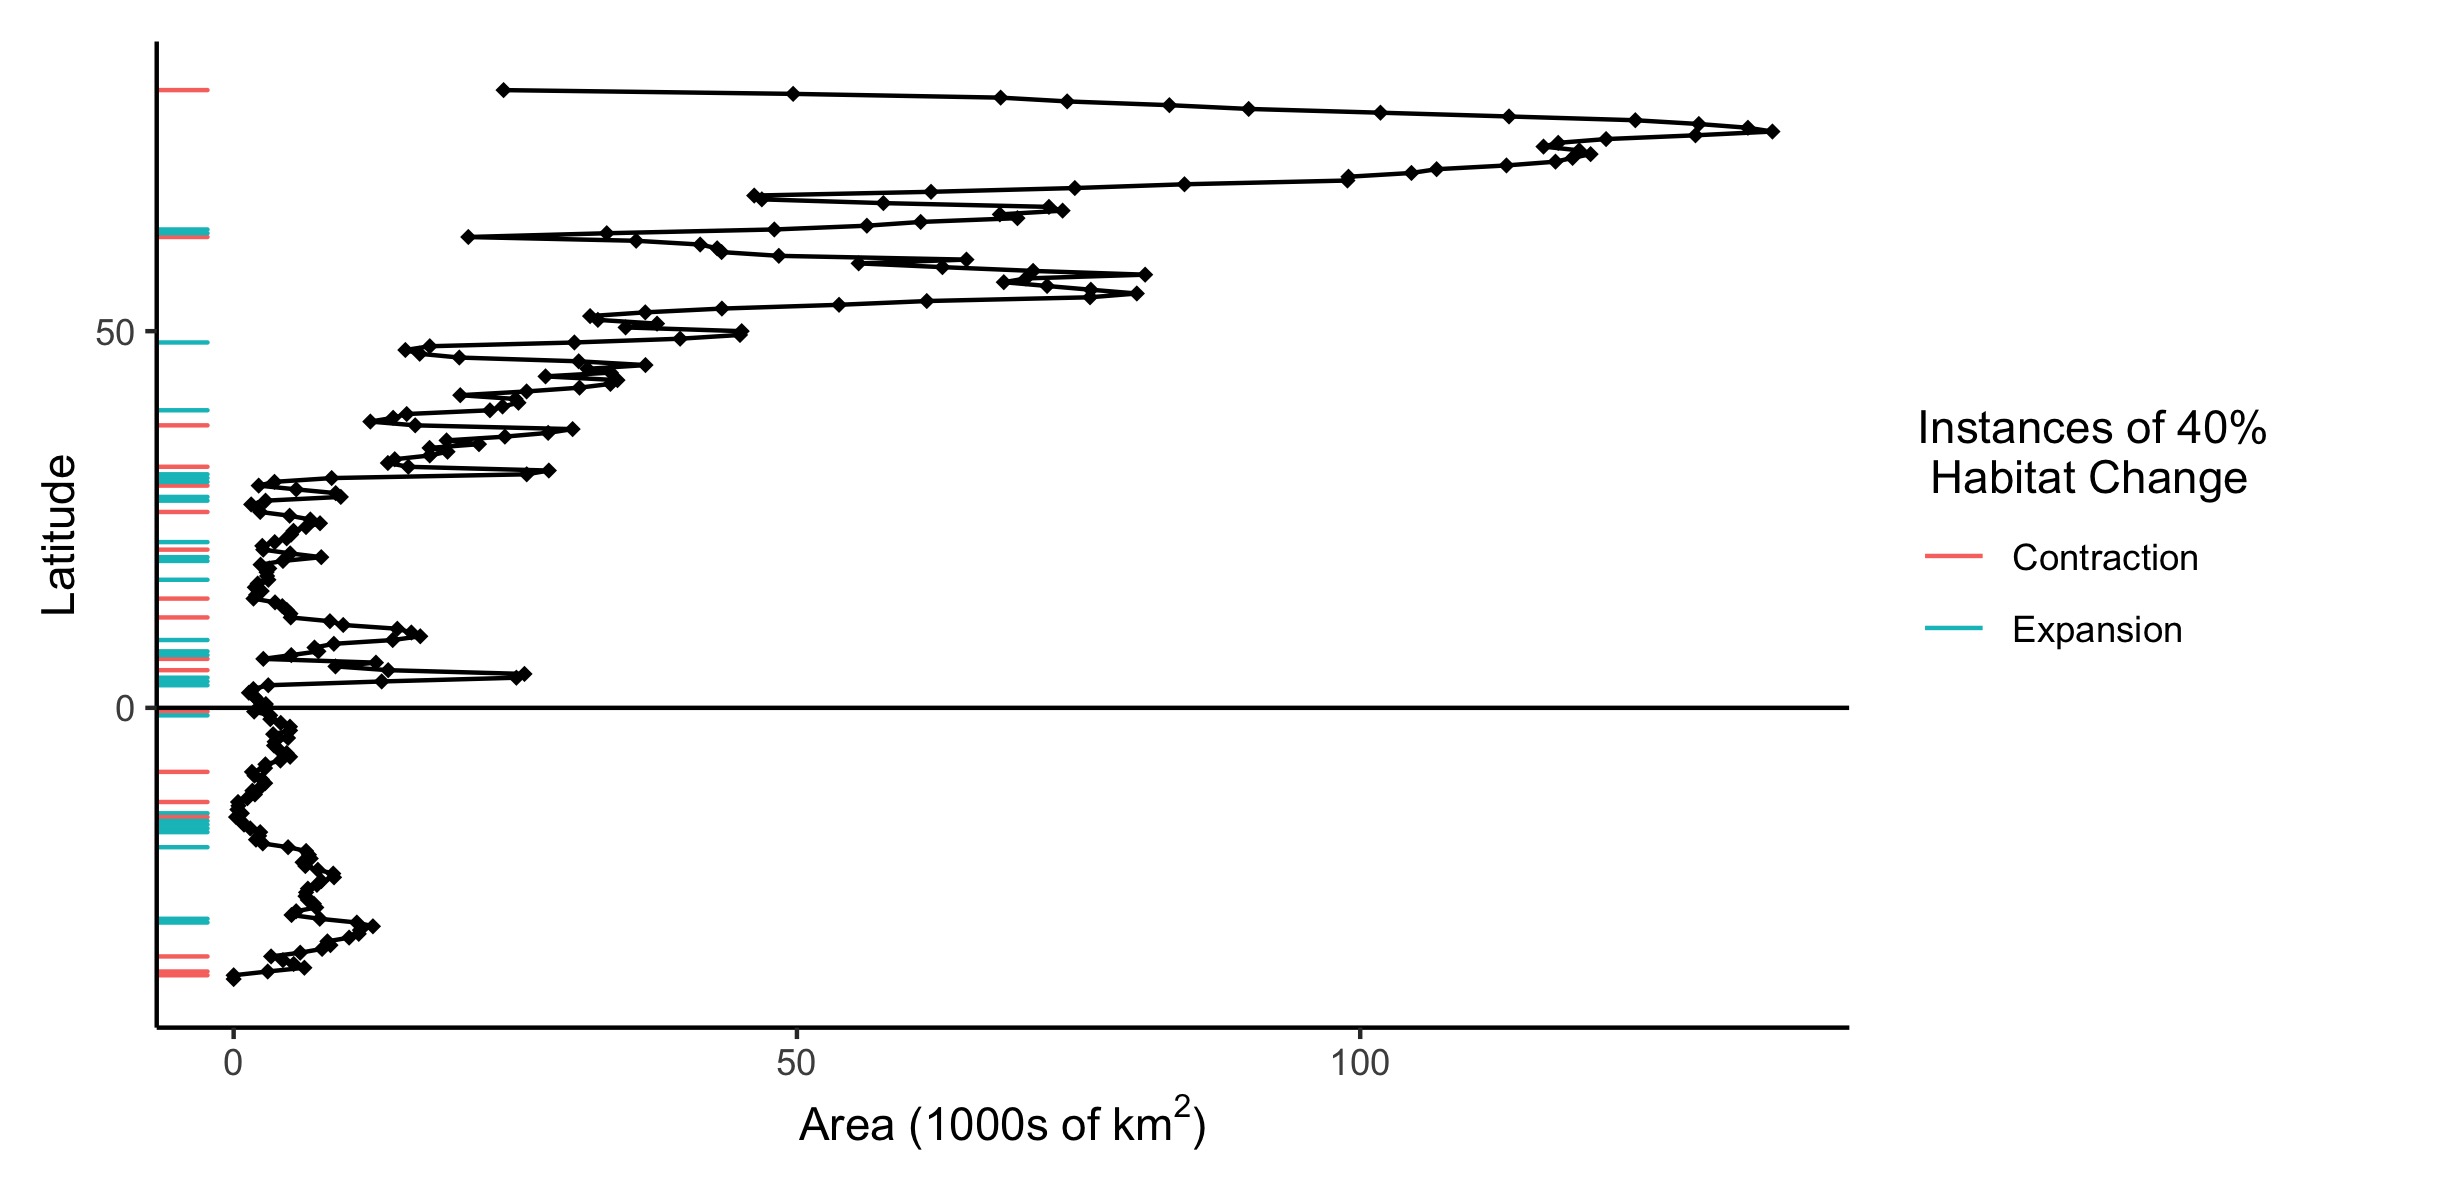 50
0
Latitude
0
50
100
Area (1000s of km²)
Instances of 40%
Habitat Change
Contraction
Expansion